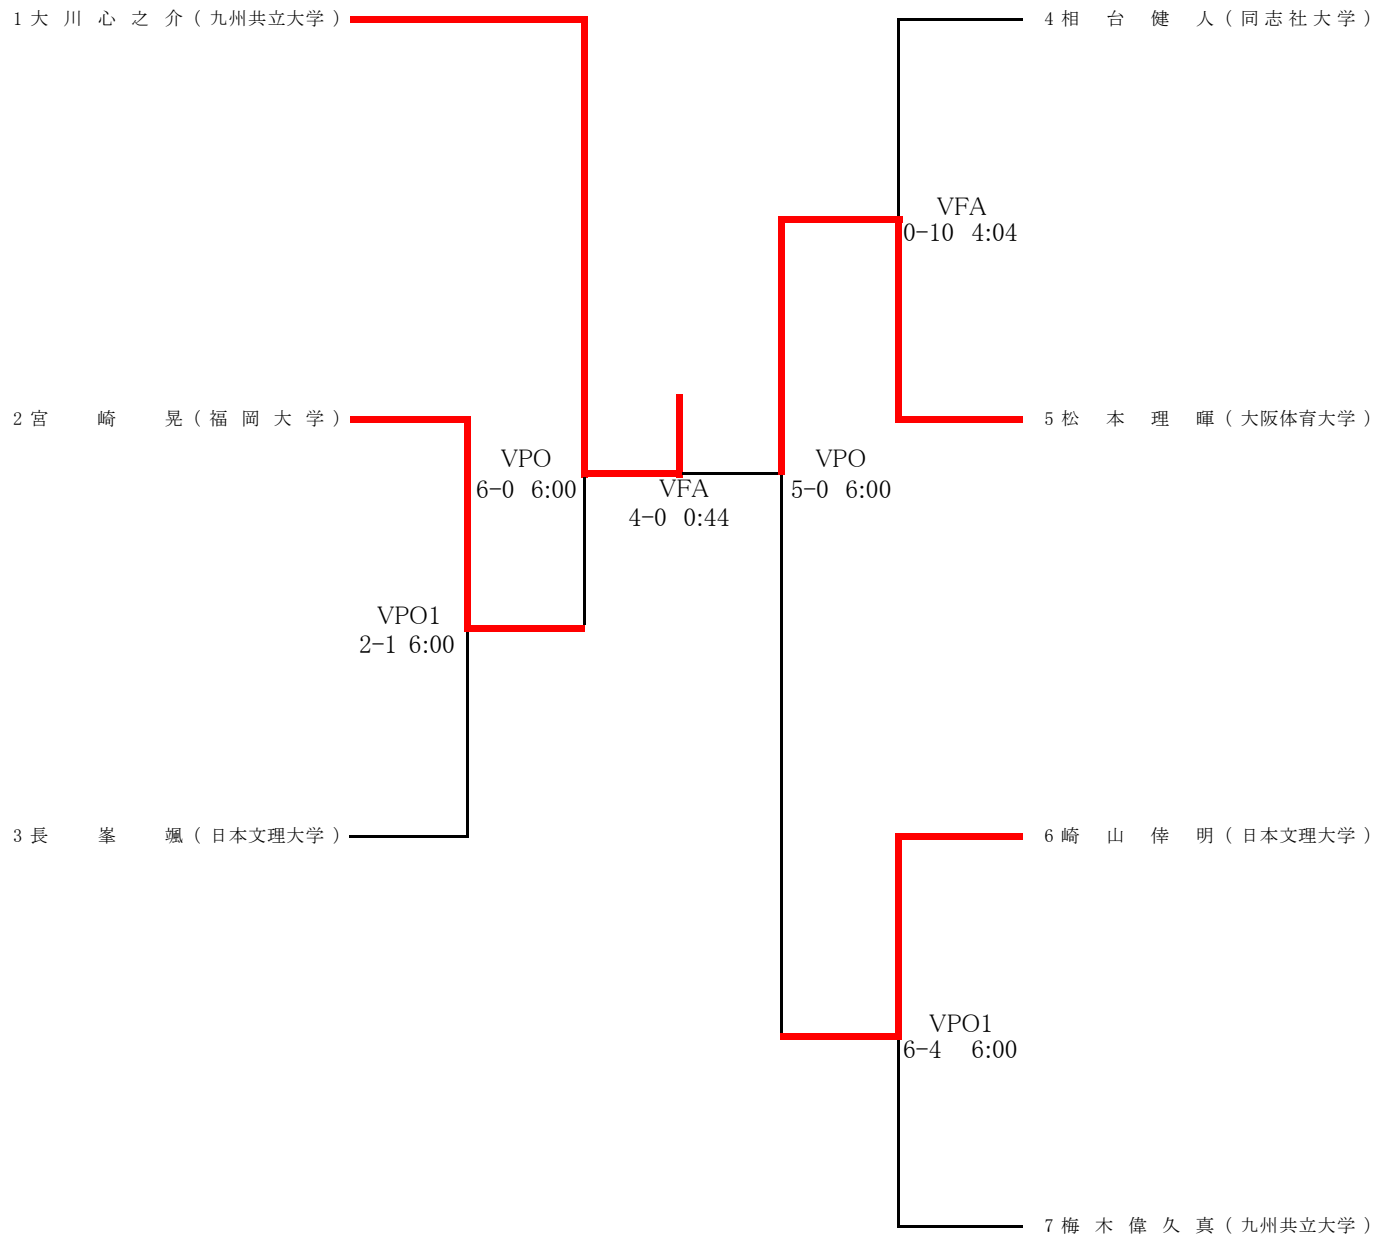 1 大川心之介 ( 九州共立大学 )
4 相台健人 ( 同志社大学 )
VFA
0-10 4:04
2 宮崎晃 ( 福岡大学 )
5 松本理暉 ( 大阪体育大学 )
VPO
6-0 6:00
VFA
4-0 0:44
VPO
5-0 6:00
VPO1
2-1 6:00
3 長峯颯 ( 日本文理大学 )
6 崎山倖明 ( 日本文理大学 )
VPO1
6-4 6:00
7 梅木偉久真 ( 九州共立大学 )